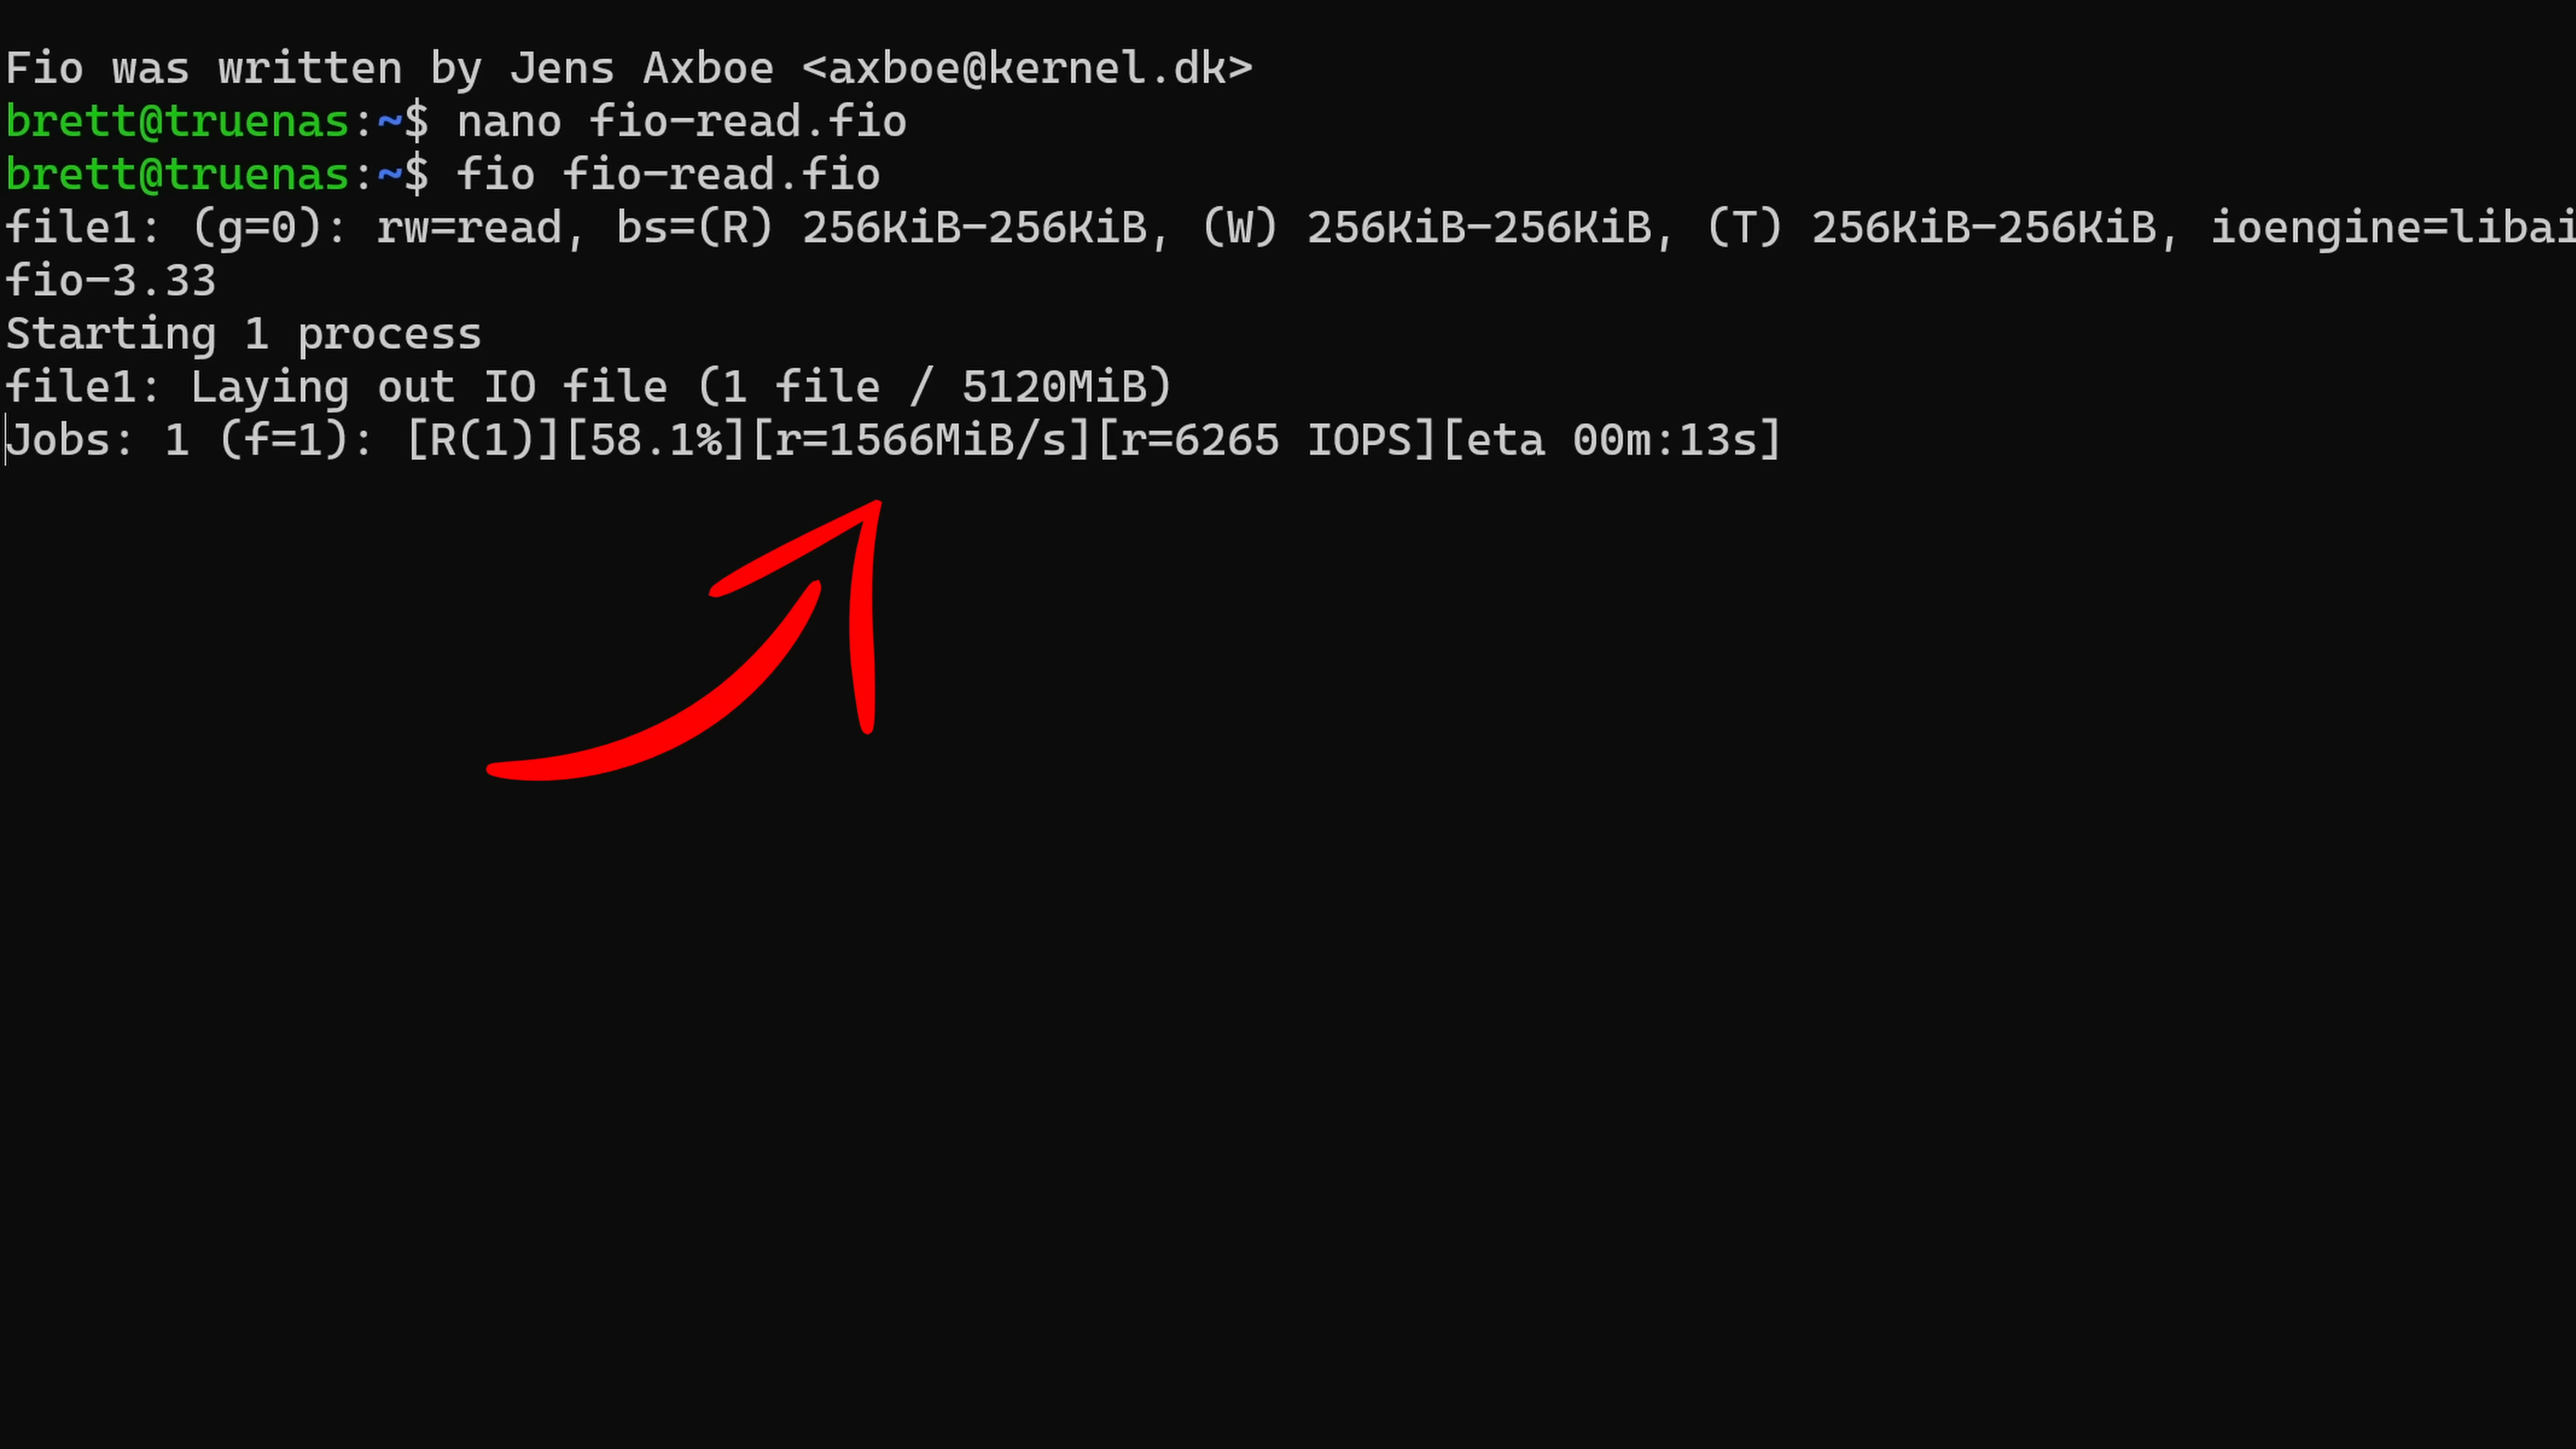 Fio was written by Jens Axboe <axboe@kernel.dk>
brett@truenas:~$ nano fio-read.fio
brett@truenas:~$ fio fio-read.fio
file1: (g=0): rw=read, bs=(R) 256KiB-256KiB, (W) 256KiB-256KiB, (T) 256KiB-256KiB, ioengine=libai
fio-3.33
Starting 1 process
file1: Laying out IO file (1 file / 5120MiB)
Jobs: 1 (f=1): [R(1)][58.1%][r=1566MiB/s][r=6265 IOPS][eta 00m:13s]